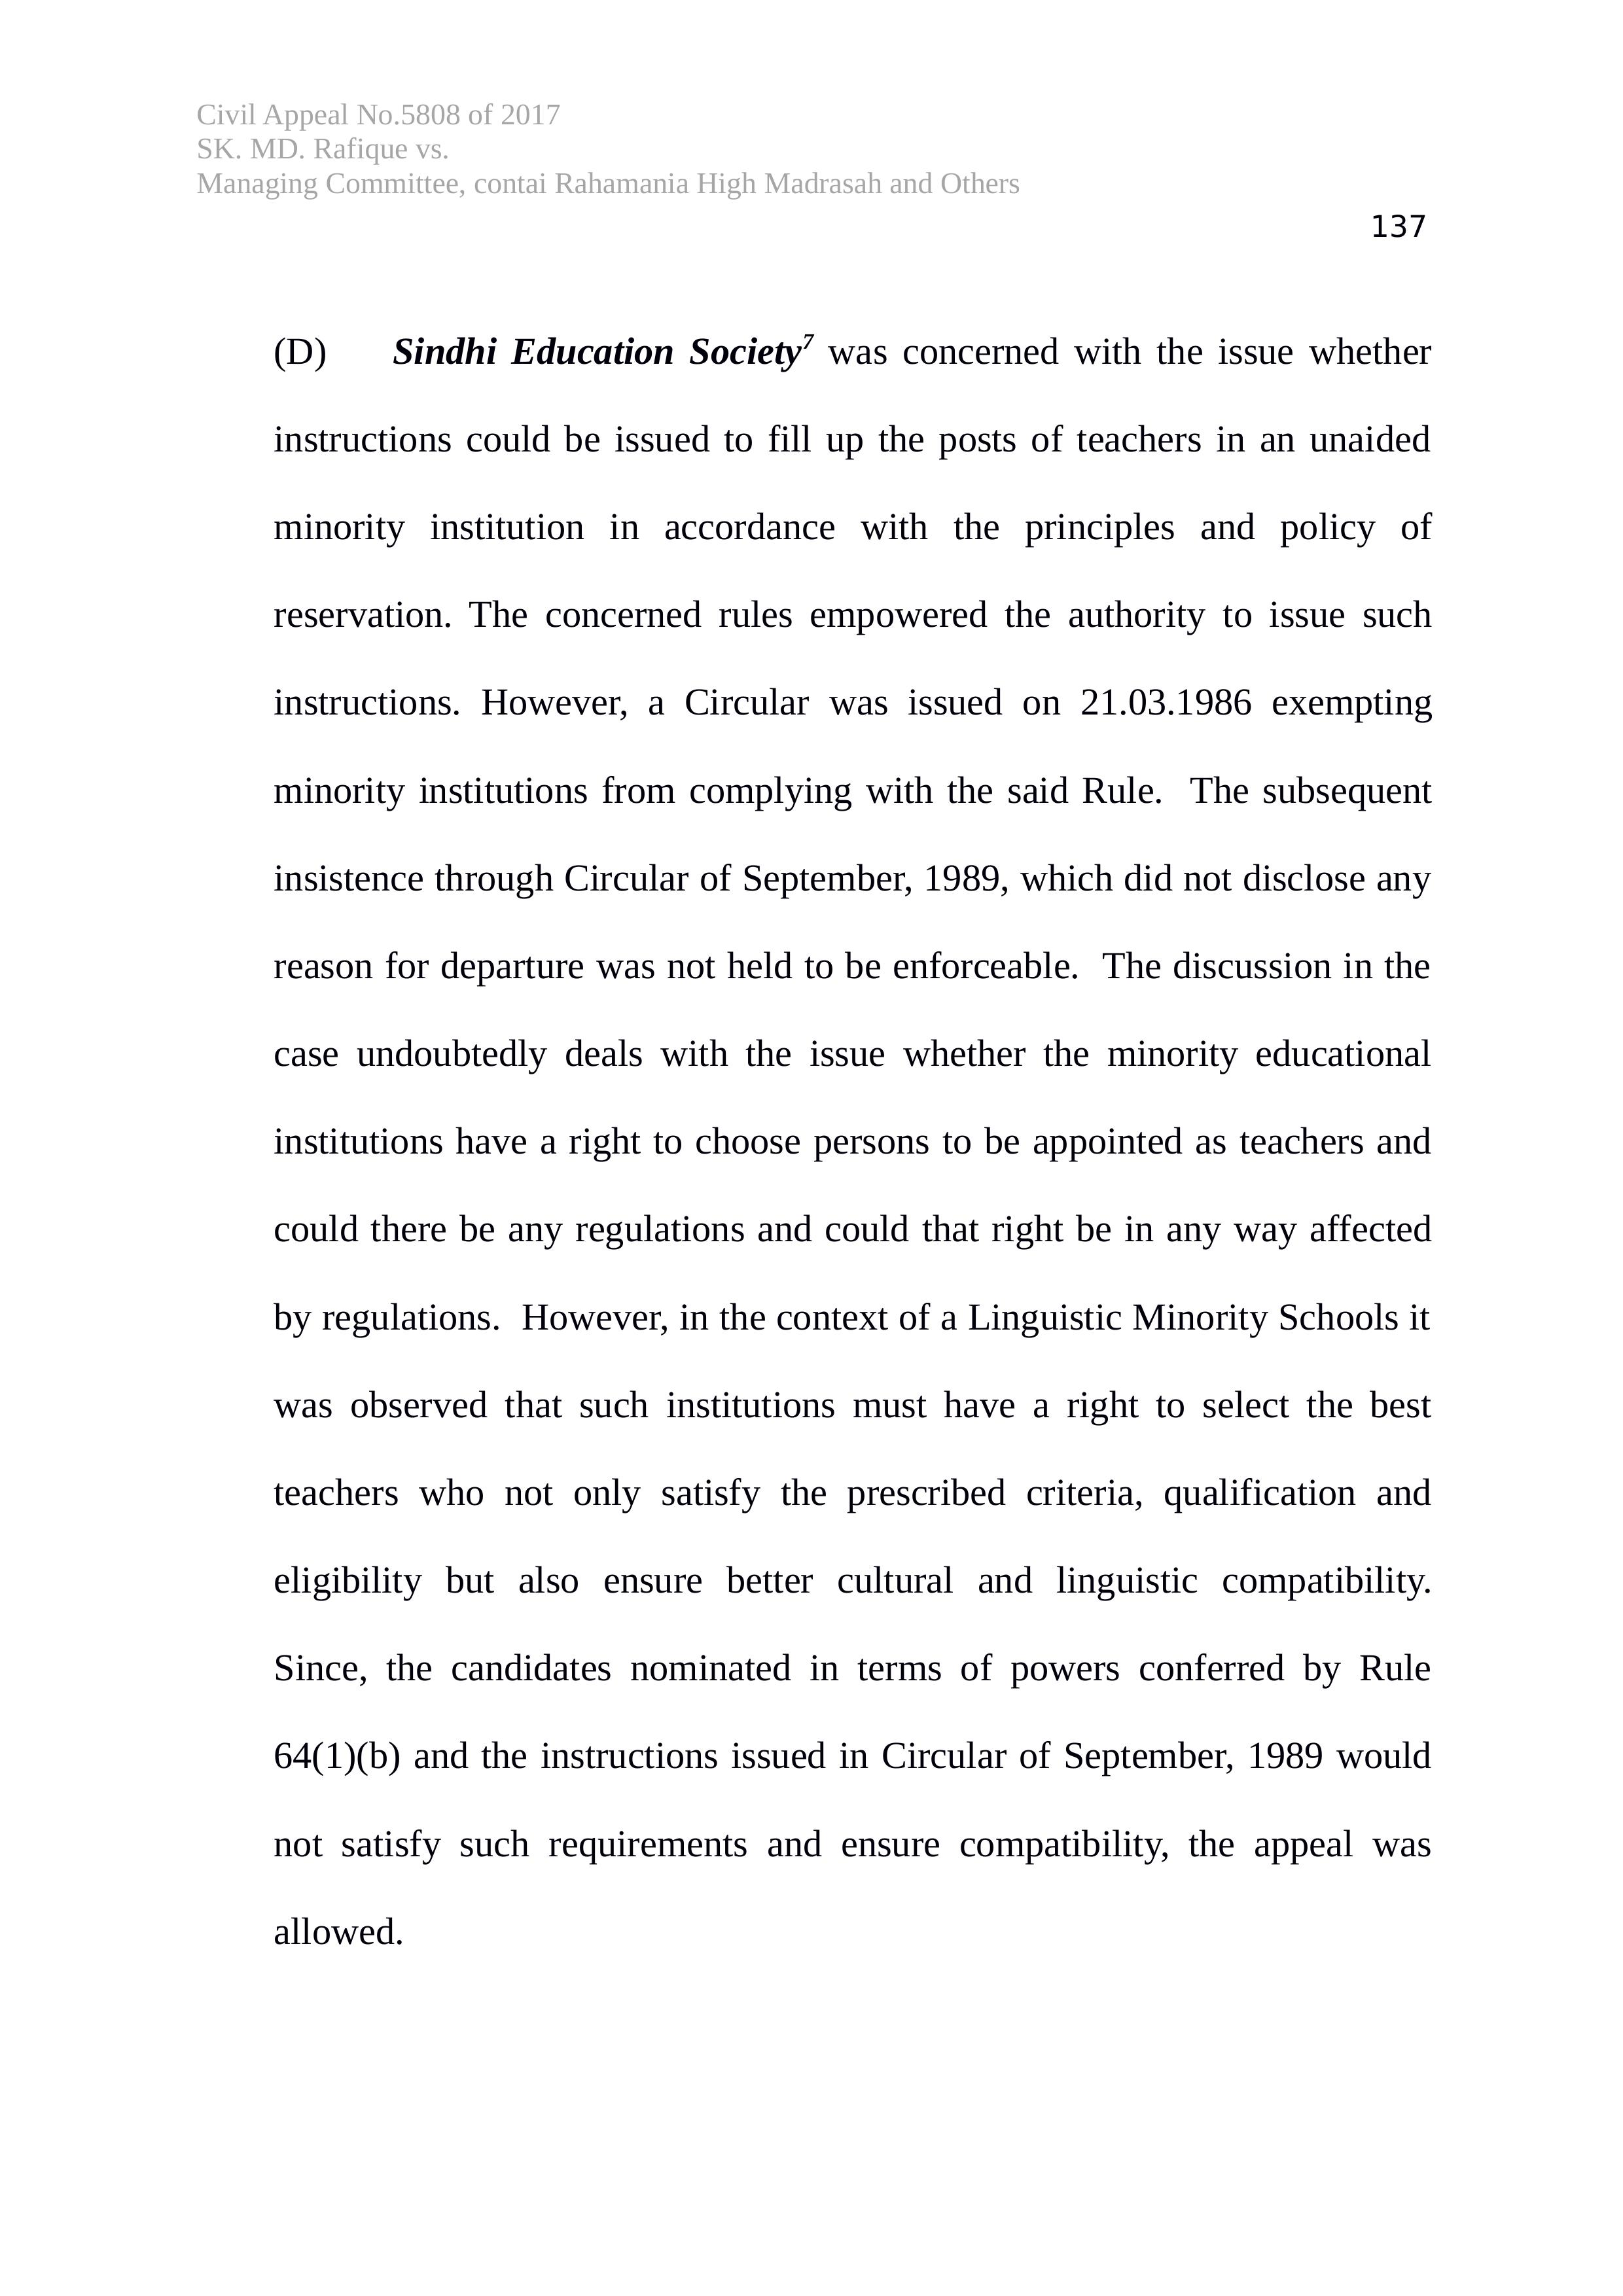 Civil Appeal No.5808 of 2017
SK. MD. Rafique vs.
Managing Committee, contai Rahamania High Madrasah and Others
137
(D) Sindhi Education Society7 was concerned with the issue whether
instructions could be issued to fill up the posts of teachers in an unaided
minority institution in accordance with the principles and policy of
reservation. The concerned rules empowered the authority to issue such
instructions. However, a Circular was issued on 21.03.1986 exempting
minority institutions from complying with the said Rule. The subsequent
insistence through Circular of September, 1989, which did not disclose any
reason for departure was not held to be enforceable. The discussion in the
case undoubtedly deals with the issue whether the minority educational
institutions have a right to choose persons to be appointed as teachers and
could there be any regulations and could that right be in any way affected
by regulations. However, in the context of a Linguistic Minority Schools it
was observed that such institutions must have a right to select the best
teachers who not only satisfy the prescribed criteria, qualification and
eligibility but also ensure better cultural and linguistic compatibility.
Since, the candidates nominated in terms of powers conferred by Rule
64(1)(b) and the instructions issued in Circular of September, 1989 would
not satisfy such requirements and ensure compatibility, the appeal was
allowed.